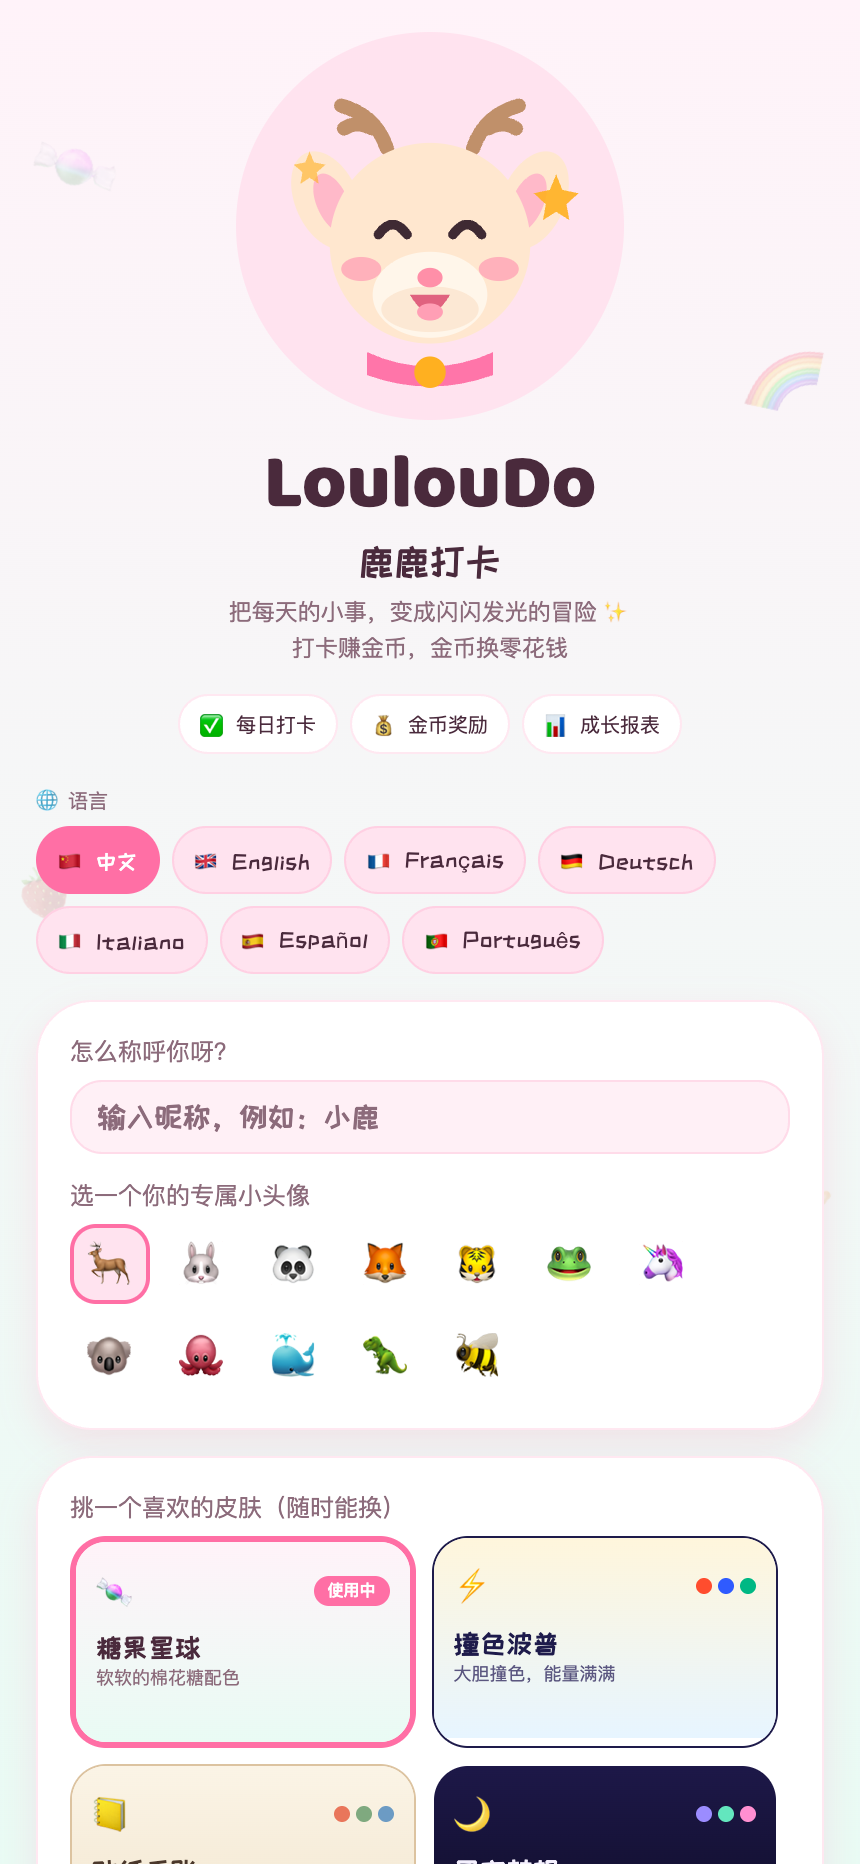 LoulouDo
鹿鹿打卡
把每天的小事，变成闪闪发光的冒险 ✨
打卡赚金币，金币换零花钱
✅ 每日打卡
💰 金币奖励
📊 成长报表
🌐 语言
🇨🇳 中文
🇬🇧 English
🇫🇷 Français
🇩🇪 Deutsch
🇮🇹 Italiano
🇪🇸 Español
🇵🇹 Português
怎么称呼你呀？
输入昵称，例如：小鹿
选一个你的专属小头像
挑一个喜欢的皮肤（随时能换）
使用中
糖果星球
软软的棉花糖配色
撞色波普
大胆撞色，能量满满